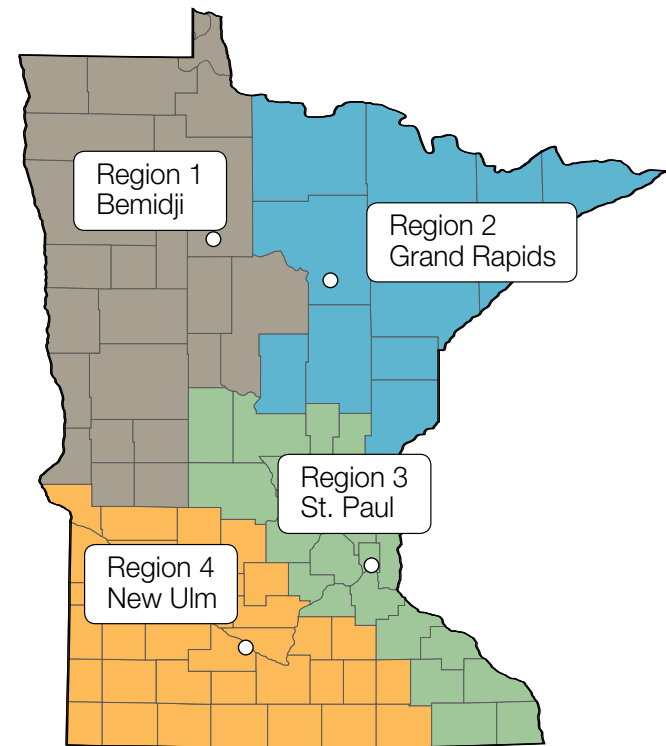 Region 1
Bemidji
Region 2
Grand Rapids
Region 3
St. Paul
Region 4
New Ulm